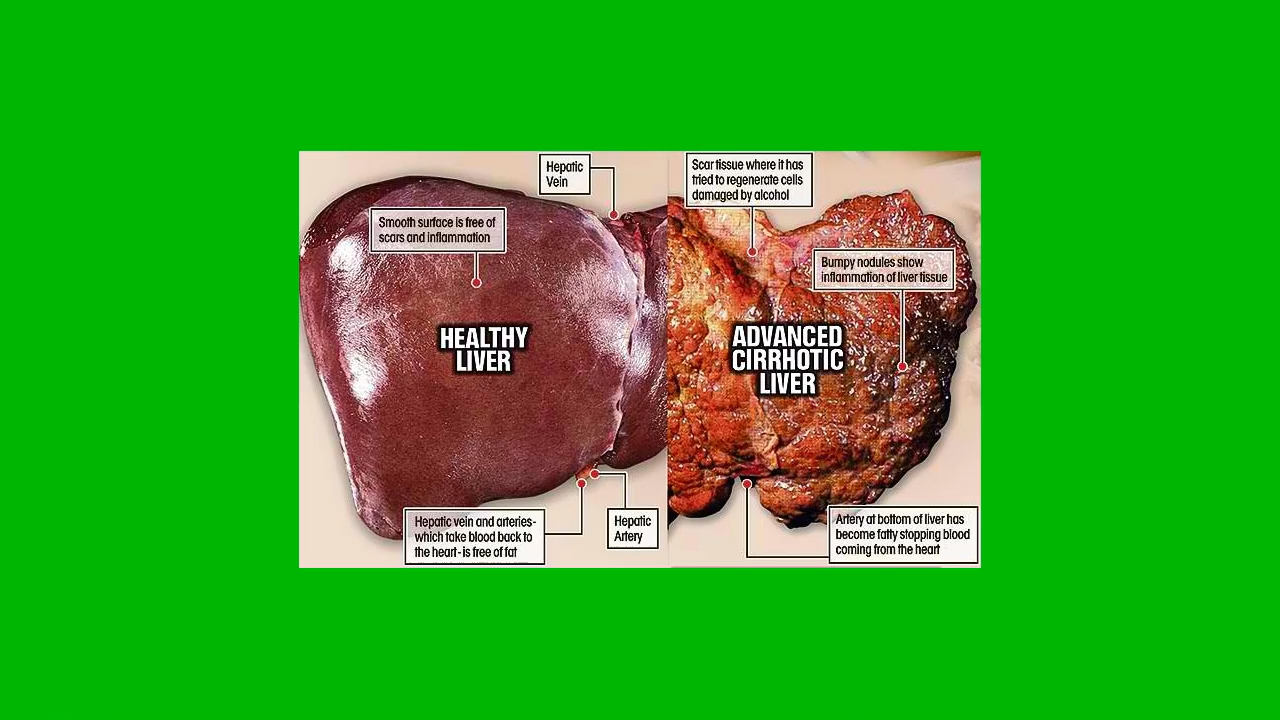 Hepatic
Vein
Smooth surface is free of
scars and inflammation
HEALTHY
LIVER
Hepatic vein and arteries-
which take blood back to
the heart - is free of fat
Hepatic
Artery
Scar tissue where it has
tried to regenerate cells
damaged by alcohol
Bumpy nodules show
inflammation of liver tissue
ADVANCED
CIRRHOTIC
LIVER
Artery at bottom of liver has
become fatty stopping blood
coming from the heart